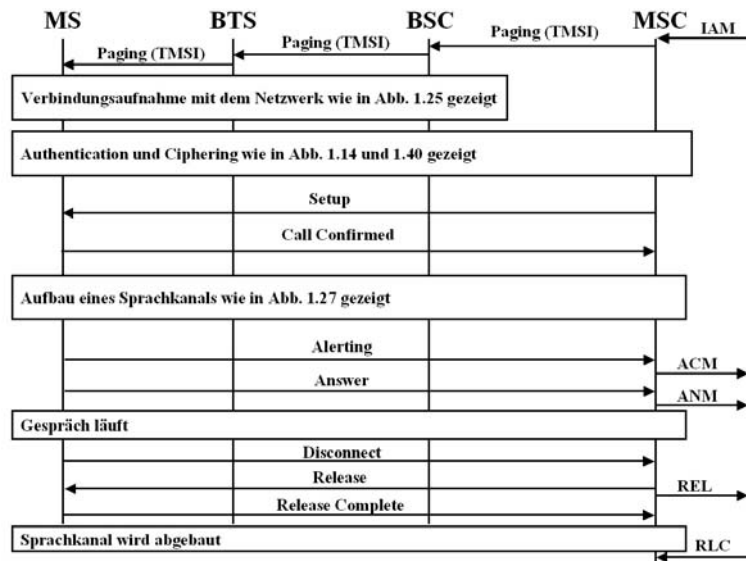 MS BTS BSC MSC
Paging (TMSI) Paging (TMSI) Paging (TMSI) IAM
Verbindungsaufnahme mit dem Netzwerk wie in Abb. 1.25 gezeigt
Authentication und Ciphering wie in Abb. 1.14 und 1.40 gezeigt
Setup
Call Confirmed
Aufbau eines Sprachkanals wie in Abb. 1.27 gezeigt
Alerting
ACM
Answer
ANM
Gespräch läuft
Disconnect
Release
REL
Release Complete
Sprachkanal wird abgebaut
RLC